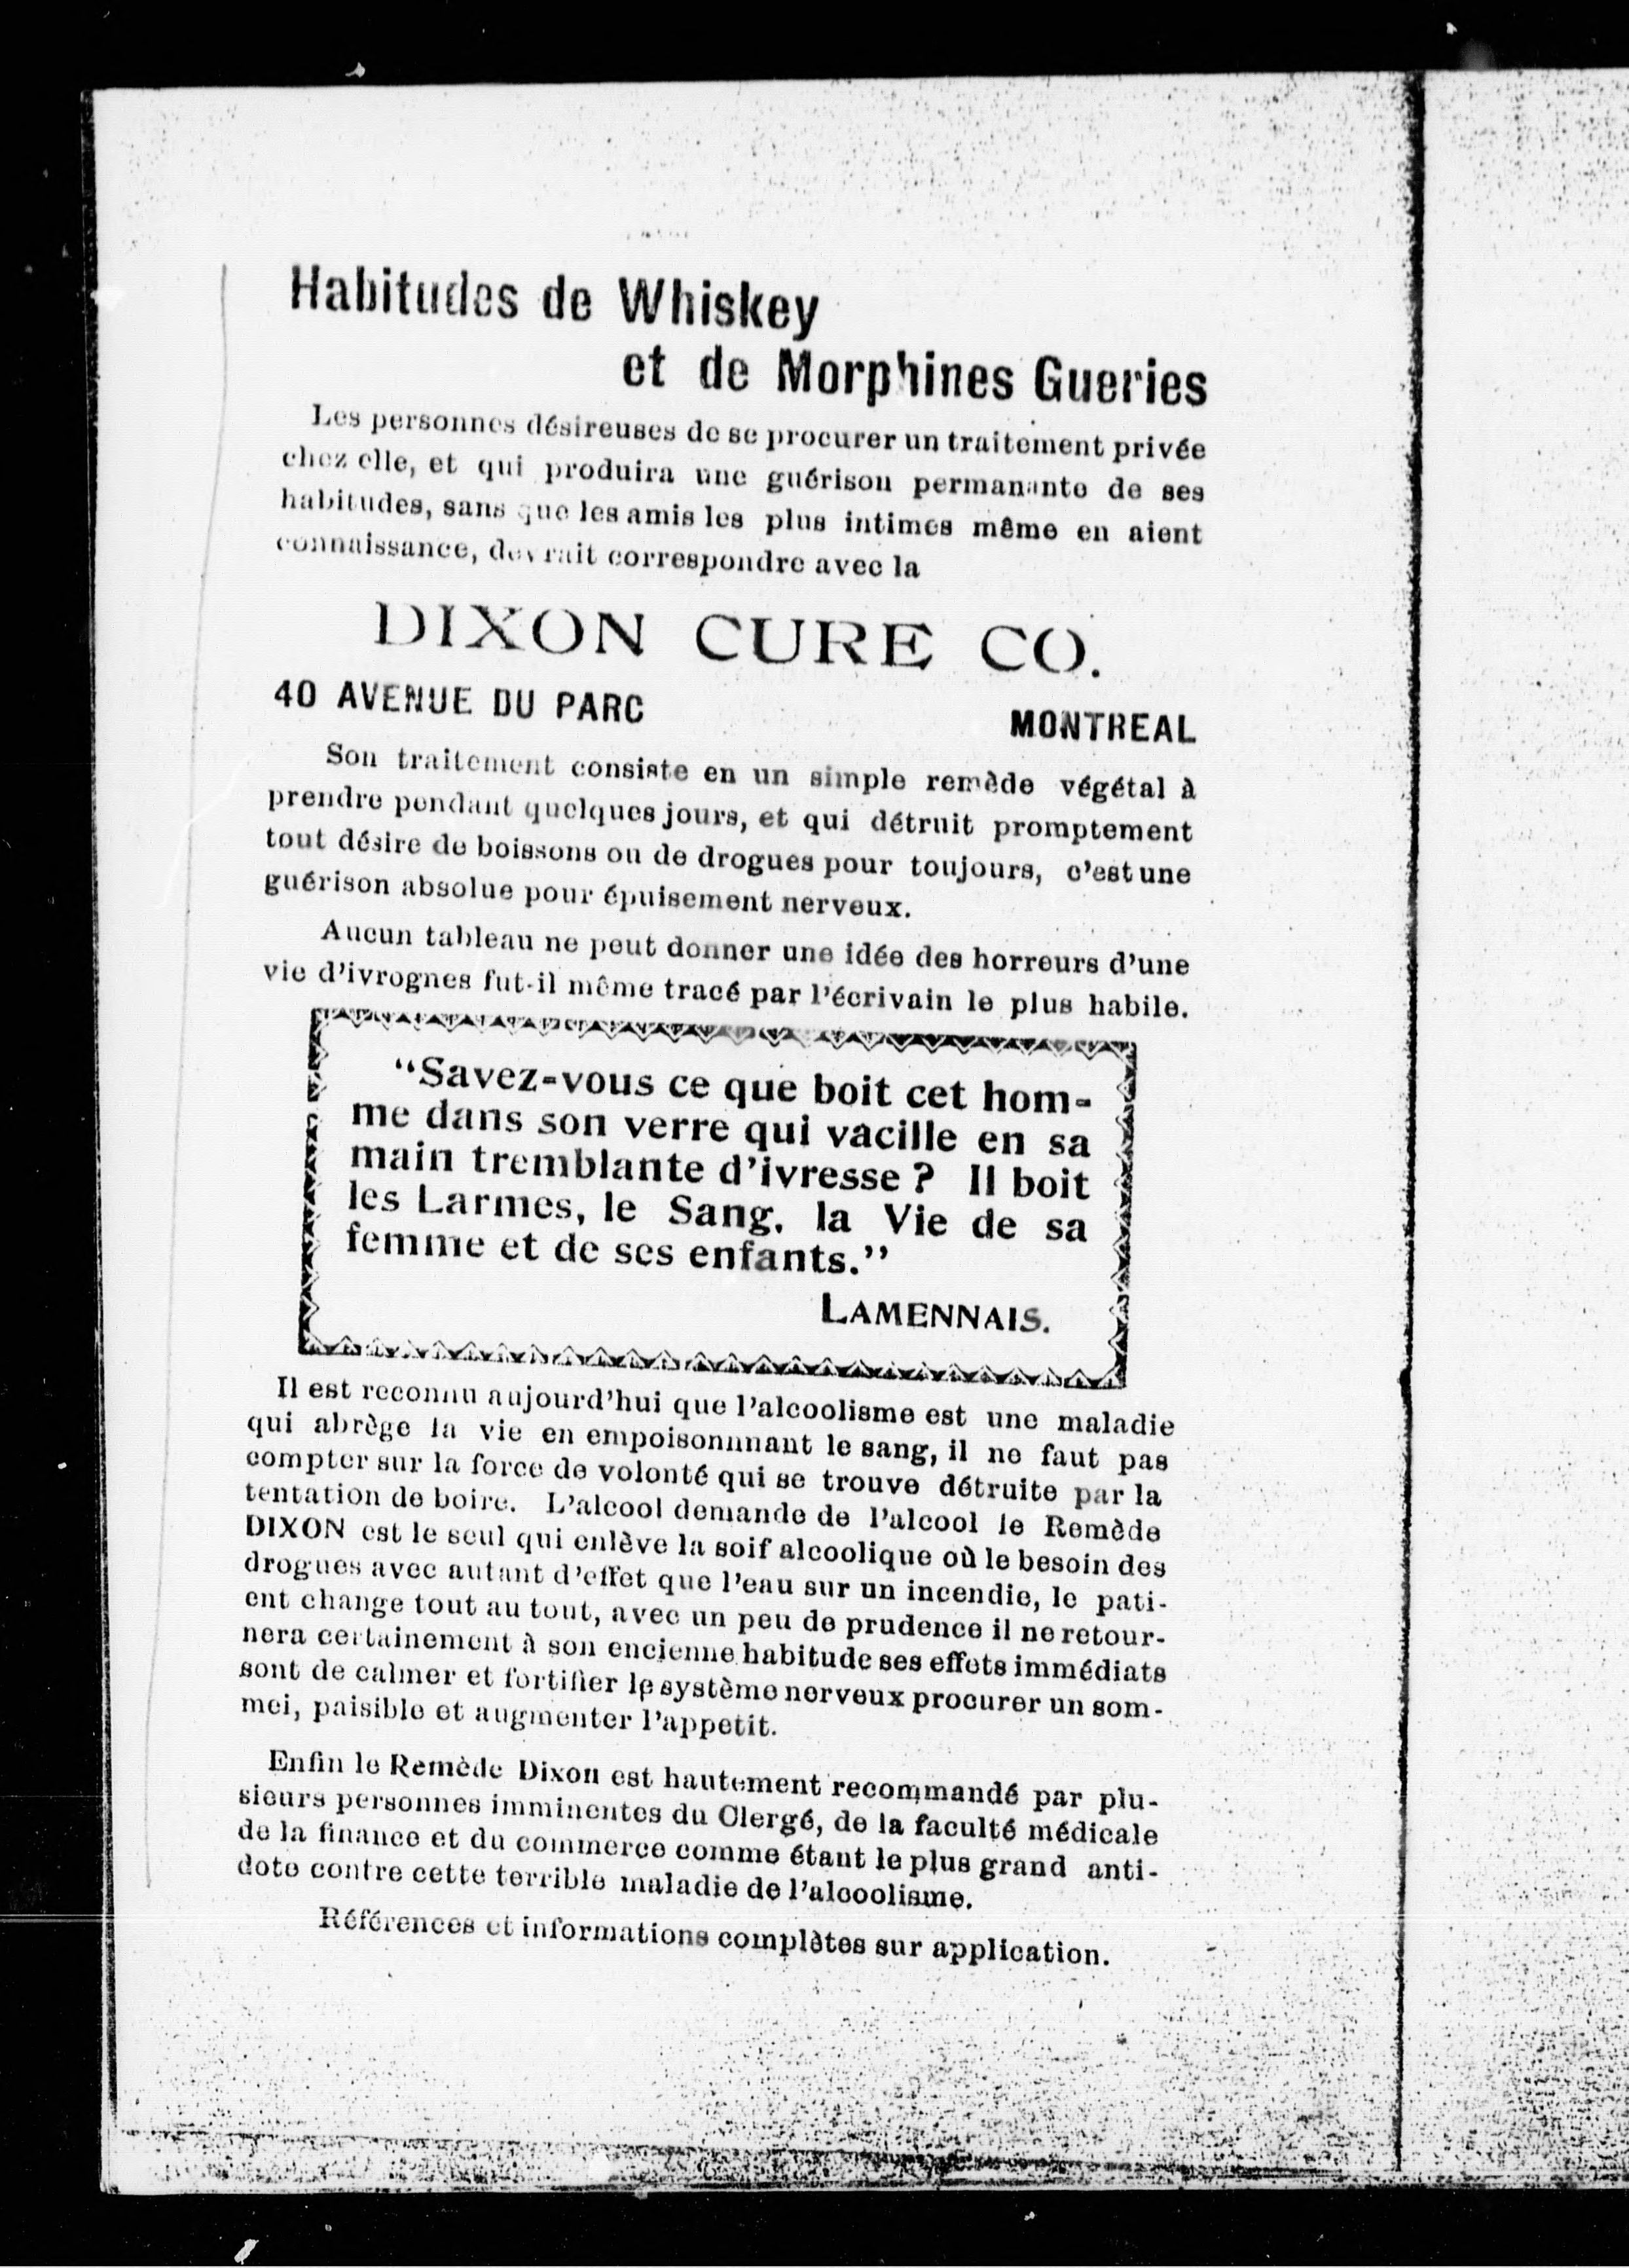 Habitudes de Whiskey
et de Morphines Gueries
Les personnes désireuses de se procurer un traitement privée
chez elle, et qui produira une guérison permanante de ses
habitudes, sans que les amis les plus intimes même en aient
connaissance, devrait correspondre avec la
DIXON CURE CO.
40 AVENUE DU PARC MONTREAL
Son traitement consiste en un simple remède végétal à
prendre pendant quelques jours, et qui détruit promptement
tout désire de boissons ou de drogues pour toujours, c'est une
guérison absolue pour épuisement nerveux.
Aucun tableau ne peut donner une idée des horreurs d'une
vie d'ivrognes fut-il même tracé par l'écrivain le plus habile.
"Savez-vous ce que boit cet hom-
me dans son verre qui vacille en sa
main tremblante d'ivresse ? Il boit
les Larmes, le Sang, la Vie de sa
femme et de ses enfants."
LAMENNAIS.
Il est reconnu aujourd'hui que l'alcoolisme est une maladie
qui abrège la vie en empoisonnnant le sang, il ne faut pas
compter sur la force de volonté qui se trouve détruite par la
tentation de boire. L'alcool demande de l'alcool le Remède
DIXON est le seul qui enlève la soif alcoolique où le besoin des
drogues avec autant d'effet que l'eau sur un incendie, le pati-
ent change tout au tout, avec un peu de prudence il ne retour-
nera certainement à son encienne habitude ses effets immédiats
sont de calmer et fortifier le système nerveux procurer un som-
mei, paisible et augmenter l'appetit.
Enfin le Remède Dixon est hautement recommandé par plu-
sieurs personnes imminentes du Clergé, de la faculté médicale
de la finance et du commerce comme étant le plus grand anti-
dote contre cette terrible maladie de l'alcoolisme.
Références et informations complètes sur application.